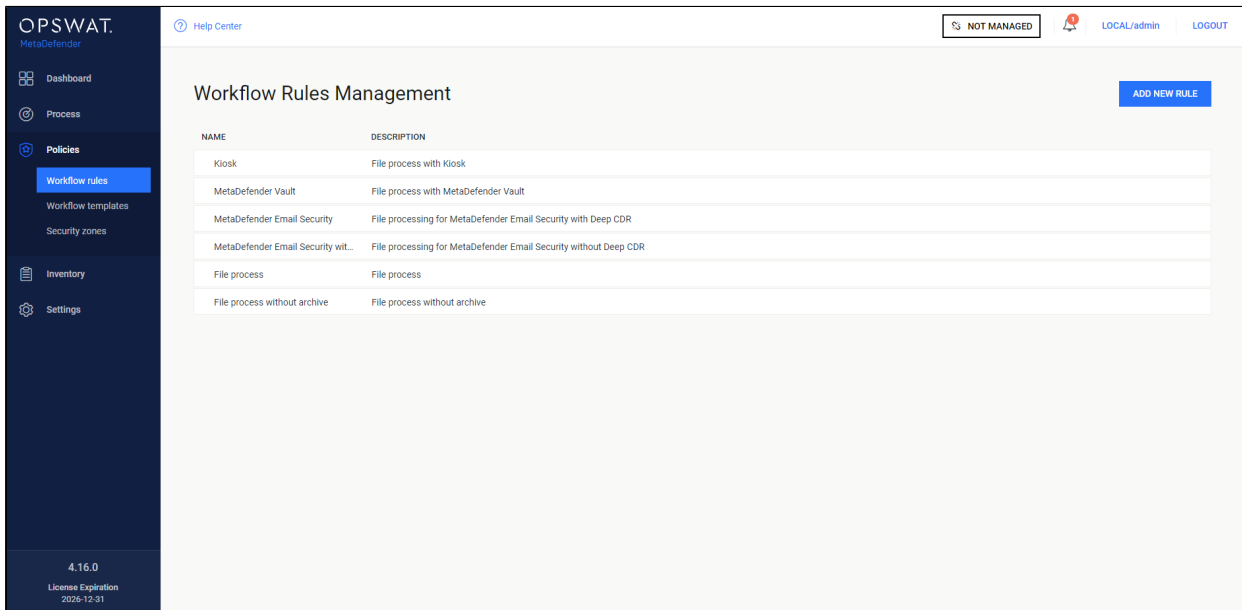 OPSWAT.
MetaDefender
? Help Center
NOT MANAGED
LOCAL/admin
LOGOUT
Dashboard
Process
Policies
Workflow rules
Workflow templates
Security zones
Inventory
Settings
4.16.0
License Expiration
2026-12-31
Workflow Rules Management
ADD NEW RULE
NAME DESCRIPTION
Kiosk File process with Kiosk
MetaDefender Vault File process with MetaDefender Vault
MetaDefender Email Security File processing for MetaDefender Email Security with Deep CDR
MetaDefender Email Security wit... File processing for MetaDefender Email Security without Deep CDR
File process File process
File process without archive File process without archive